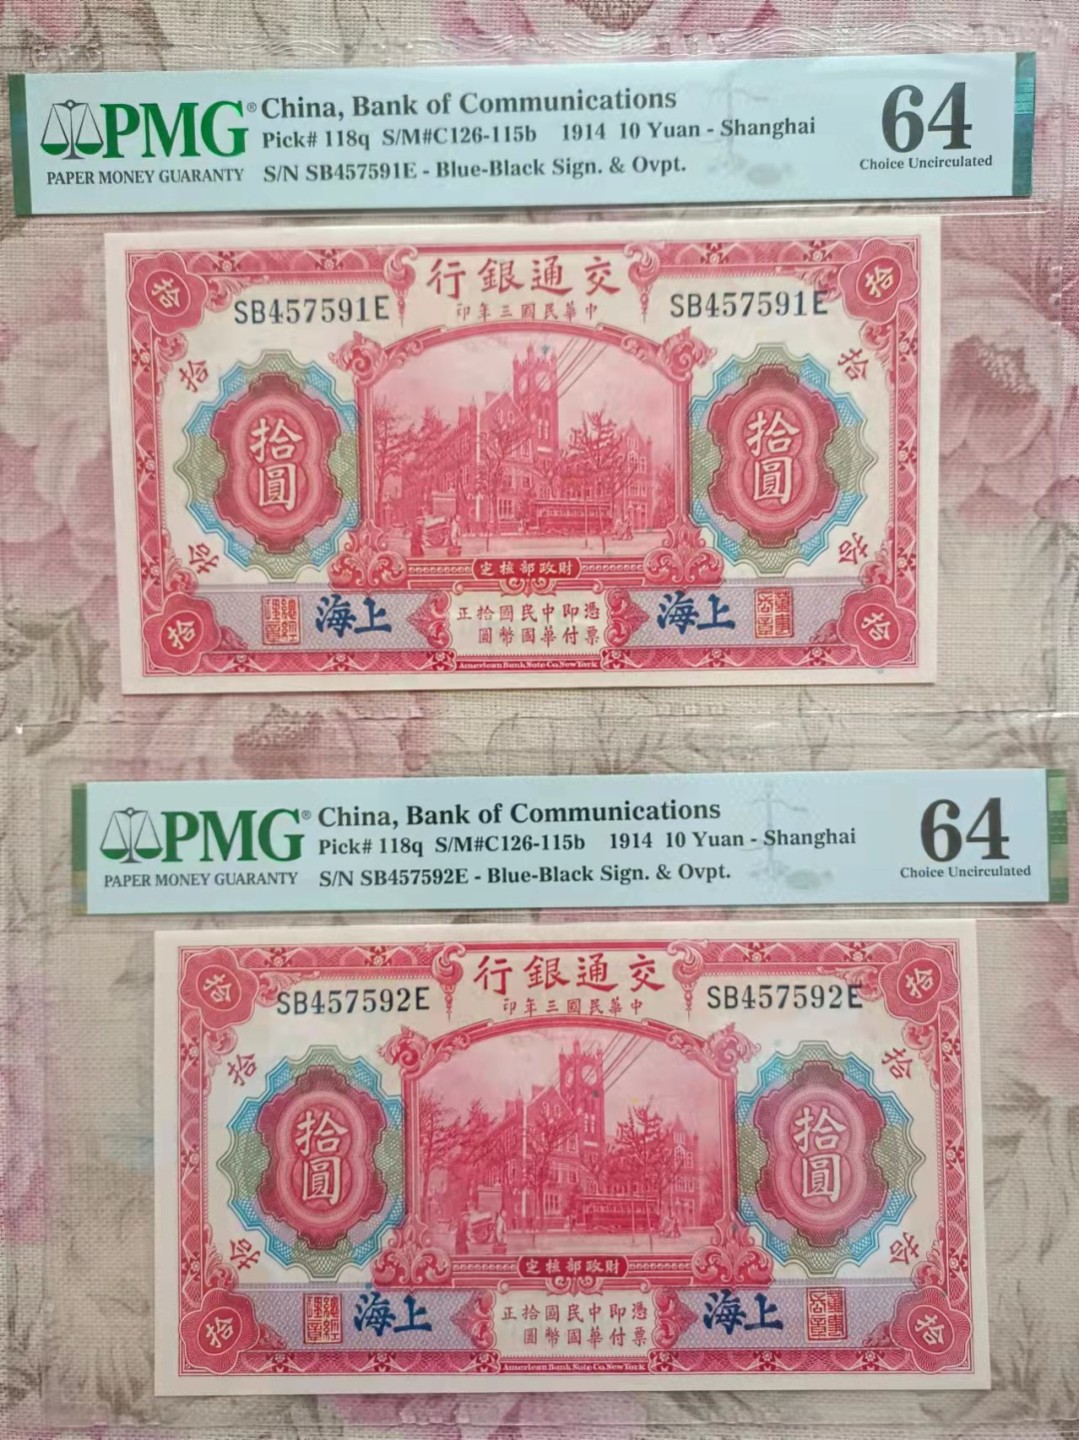 PMG® China, Bank of Communications 64
Pick# 118q S/M#C126-115b 1914 10 Yuan - Shanghai Choice Uncirculated
PAPER MONEY GUARANTY S/N SB457591E - Blue-Black Sign. & Ovpt.
拾 行銀通交 拾
SB457591E 印年三國民華中 SB457591E
拾 拾
拾圓 拾圓
拾 拾
定核部政財
海上 正拾國民中即憑 海上
圓幣國華付票
拾 拾
American Bank Note Co. New York
PMG® China, Bank of Communications 64
Pick# 118q S/M#C126-115b 1914 10 Yuan - Shanghai Choice Uncirculated
PAPER MONEY GUARANTY S/N SB457592E - Blue-Black Sign. & Ovpt.
拾 行銀通交 拾
SB457592E 印年三國民華中 SB457592E
拾 拾
拾圓 拾圓
拾 拾
定核部政財
海上 正拾國民中即憑 海上
圓幣國華付票
拾 拾
American Bank Note Co. New York